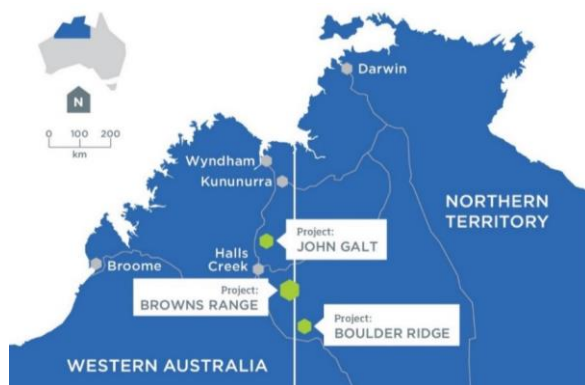 N
0 100 200
km
Darwin
Wyndham
Kununurra
NORTHERN
TERRITORY
Project:
JOHN GALT
Halls
Creek
Broome
Project:
BROWNS RANGE
Project:
BOULDER RIDGE
WESTERN AUSTRALIA